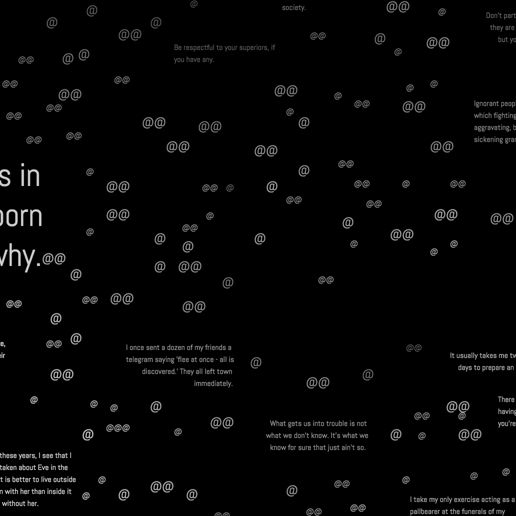 society.
Don't part
they are
but yo
Be respectful to your superiors, if
you have any.
Ignorant peop
which fighting
aggravating, b
sickening gra
s in
born
why.
I once sent a dozen of my friends a
telegram saying 'flee at once - all is
discovered.' They all left town
immediately.
It usually takes me tw
days to prepare an
e,
eir
There
having
you're
What gets us into trouble is not
what we don't know. It's what we
know for sure that just ain't so.
these years, I see that I
taken about Eve in the
t is better to live outside
n with her than inside it
without her.
I take my only exercise acting as a
pallbearer at the funerals of my